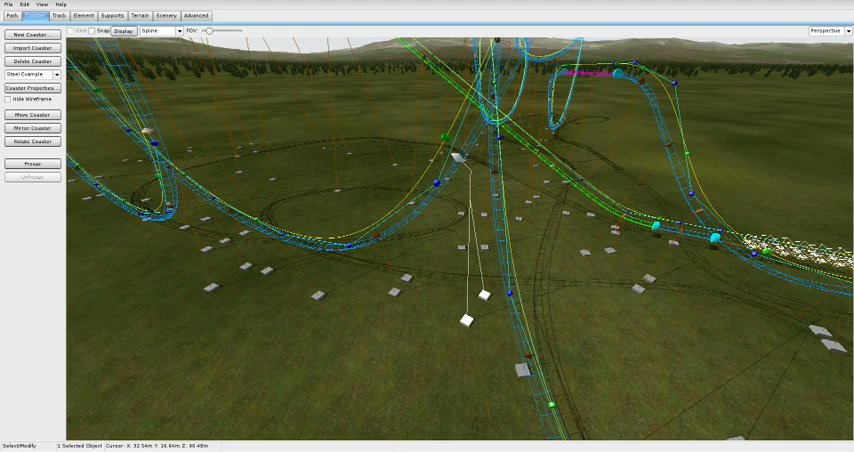 File Edit View Help
Park Coaster Track Element Supports Terrain Scenery Advanced
Grid Snap Display Spline FOV: Perspective
New Coaster...
Import Coaster
Delete Coaster
Steel Example
Coaster Properties...
Hide Wireframe
Move Coaster
Mirror Coaster
Rotate Coaster
Freeze
Unfreeze
Select/Modify 1 Selected Object Cursor: X: 32.54m Y: 16.64m Z: 90.48m